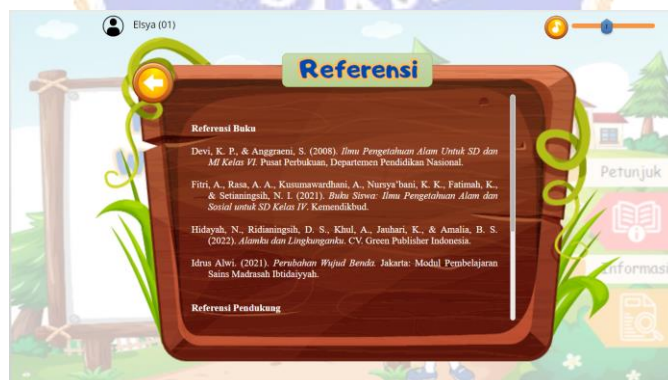 Elsya (01)
Referensi
Referensi Buku
Devi, K. P., & Anggraeni, S. (2008). Ilmu Pengetahuan Alam Untuk SD dan
MI Kelas VI. Pusat Perbukuan, Departemen Pendidikan Nasional.
Fitri, A., Rasa, A. A., Kusumawardhani, A., Nursya'bani, K. K., Fatimah, K.,
& Setianingsih, N. I. (2021). Buku Siswa: Ilmu Pengetahuan Alam dan
Sosial untuk SD Kelas IV. Kemendikbud.
Hidayah, N., Ridianingsih, D. S., Khul, A., Jauhari, K., & Amalia, B. S.
(2022). Alamku dan Lingkunganku. CV. Green Publisher Indonesia.
Idrus Alwi. (2021). Perubahan Wujud Benda. Jakarta: Modul Pembelajaran
Sains Madrasah Ibtidaiyyah.
Referensi Pendukung
Petunjuk
Informasi